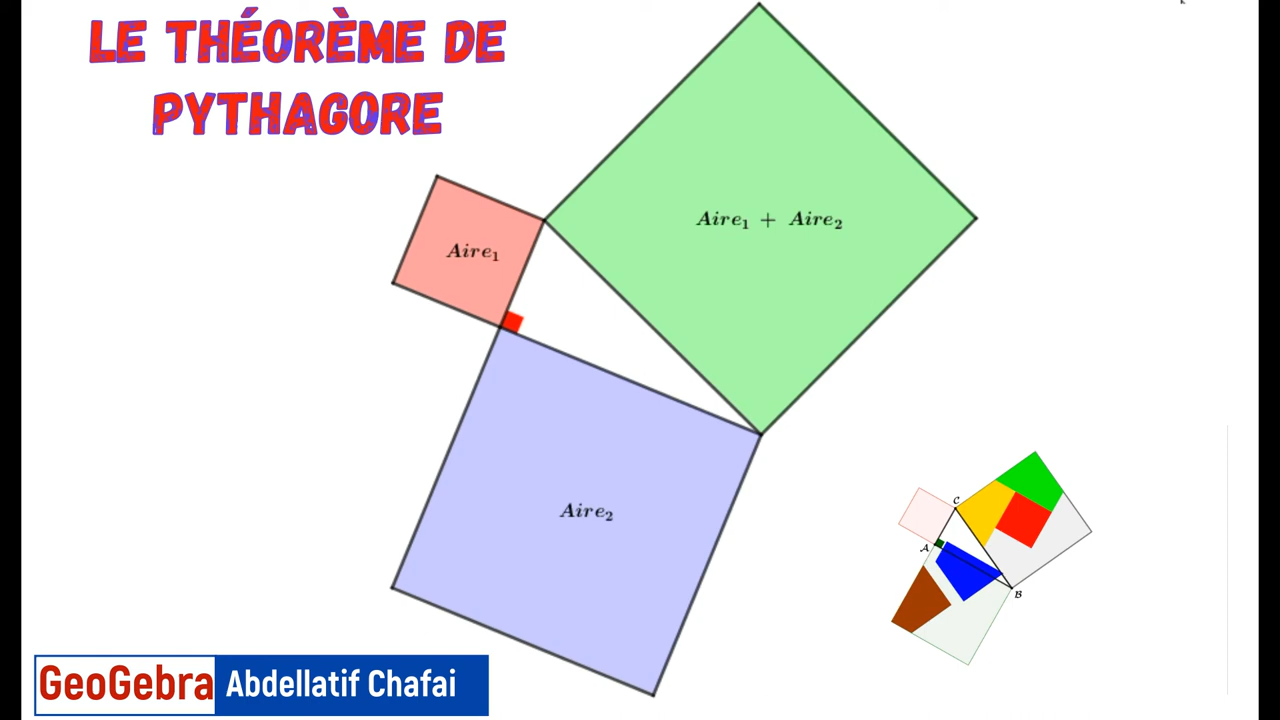 LE THÉORÈME DE
PYTHAGORE
Aire₁ + Aire₂
Aire₁
Aire₂
C
A
B
GeoGebra Abdellatif Chafai